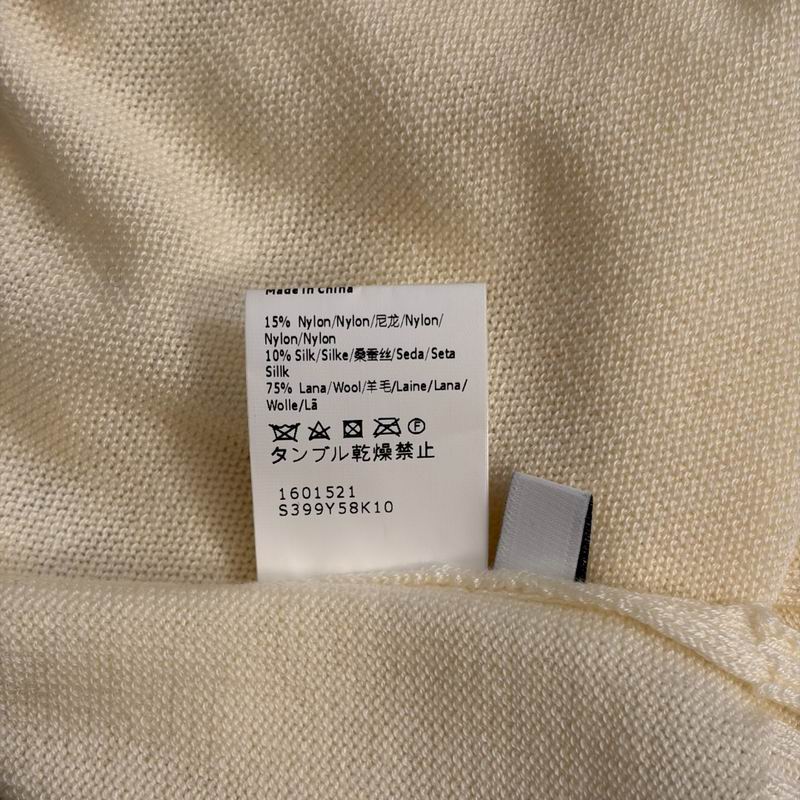 Made in China
15% Nylon/Nylon/尼龙/Nylon/
Nylon/Nylon
10% Silk/Silke/桑蚕丝/Seda/Seta
Sillk
75% Lana/Wool/羊毛/Laine/Lana/
Wolle/Lã
F
タンブル乾燥禁止
1601521
S399Y58K10